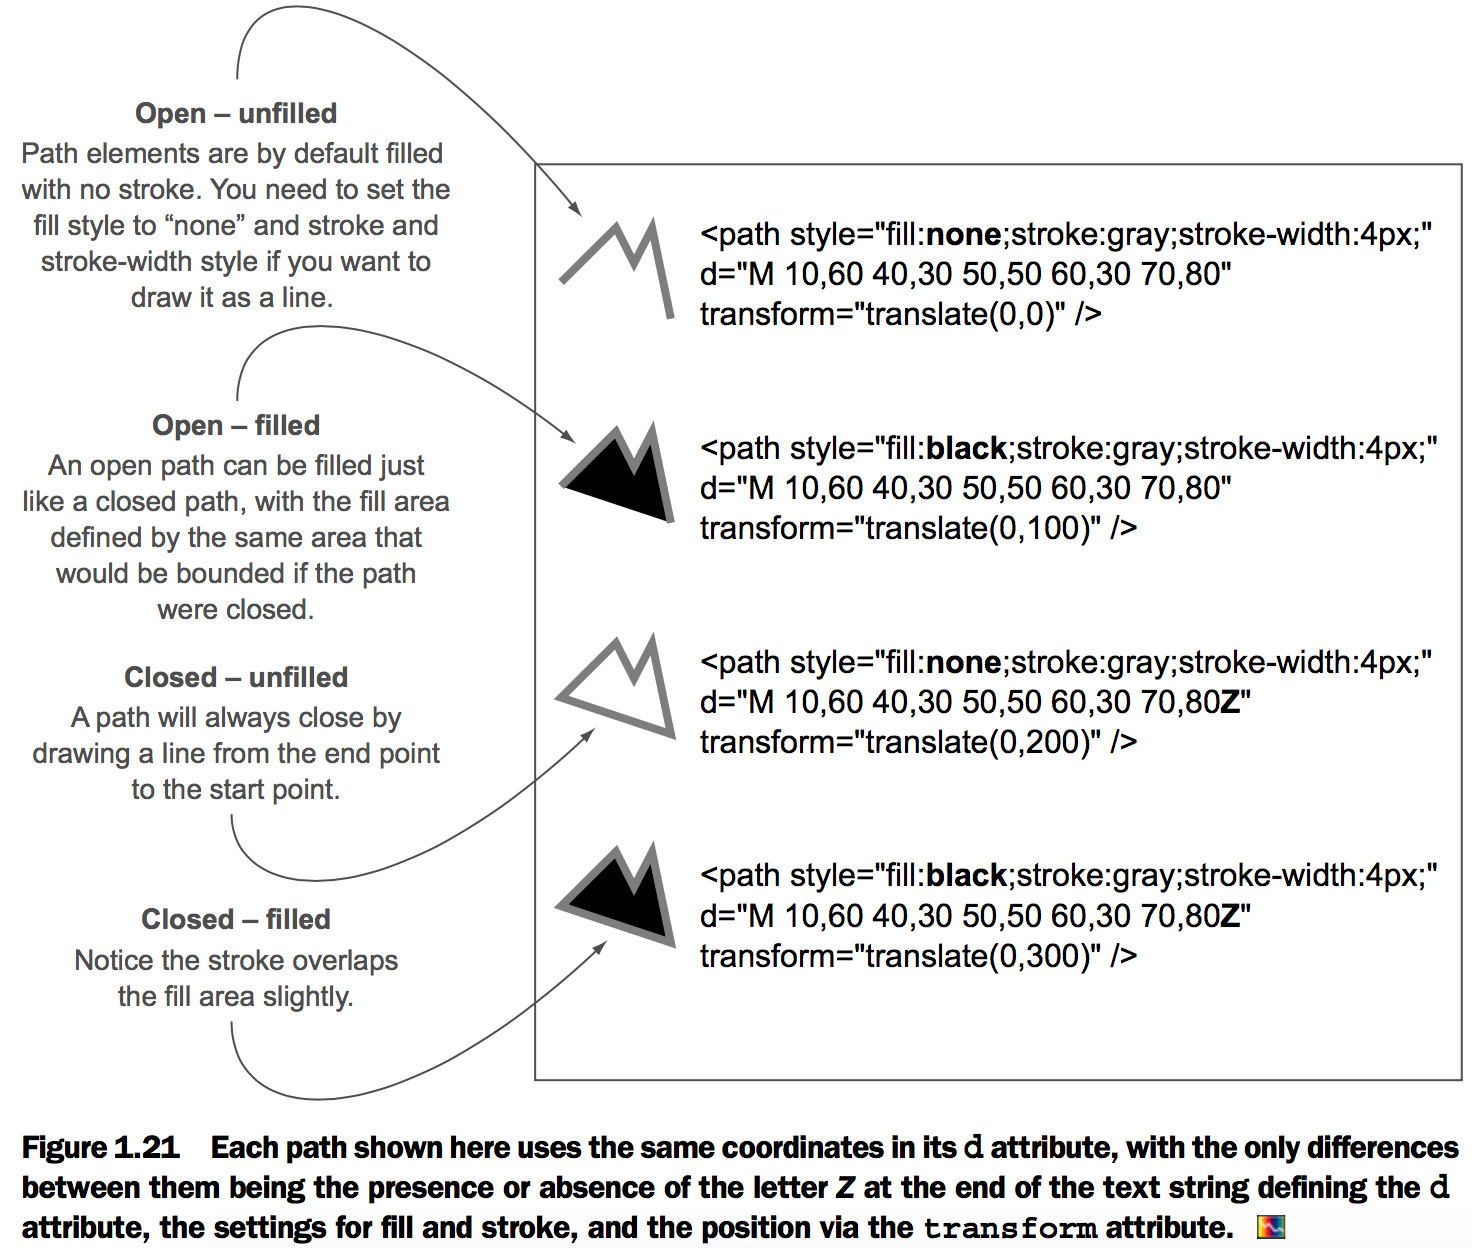 Open – unfilled
Path elements are by default filled
with no stroke. You need to set the
fill style to “none” and stroke and
stroke-width style if you want to
draw it as a line.
<path style="fill:none;stroke:gray;stroke-width:4px;"
d="M 10,60 40,30 50,50 60,30 70,80"
transform="translate(0,0)" />
Open – filled
An open path can be filled just
like a closed path, with the fill area
defined by the same area that
would be bounded if the path
were closed.
<path style="fill:black;stroke:gray;stroke-width:4px;"
d="M 10,60 40,30 50,50 60,30 70,80"
transform="translate(0,100)" />
Closed – unfilled
A path will always close by
drawing a line from the end point
to the start point.
<path style="fill:none;stroke:gray;stroke-width:4px;"
d="M 10,60 40,30 50,50 60,30 70,80Z"
transform="translate(0,200)" />
Closed – filled
Notice the stroke overlaps
the fill area slightly.
<path style="fill:black;stroke:gray;stroke-width:4px;"
d="M 10,60 40,30 50,50 60,30 70,80Z"
transform="translate(0,300)" />
Figure 1.21 Each path shown here uses the same coordinates in its d attribute, with the only differences
between them being the presence or absence of the letter Z at the end of the text string defining the d
attribute, the settings for fill and stroke, and the position via the transform attribute.